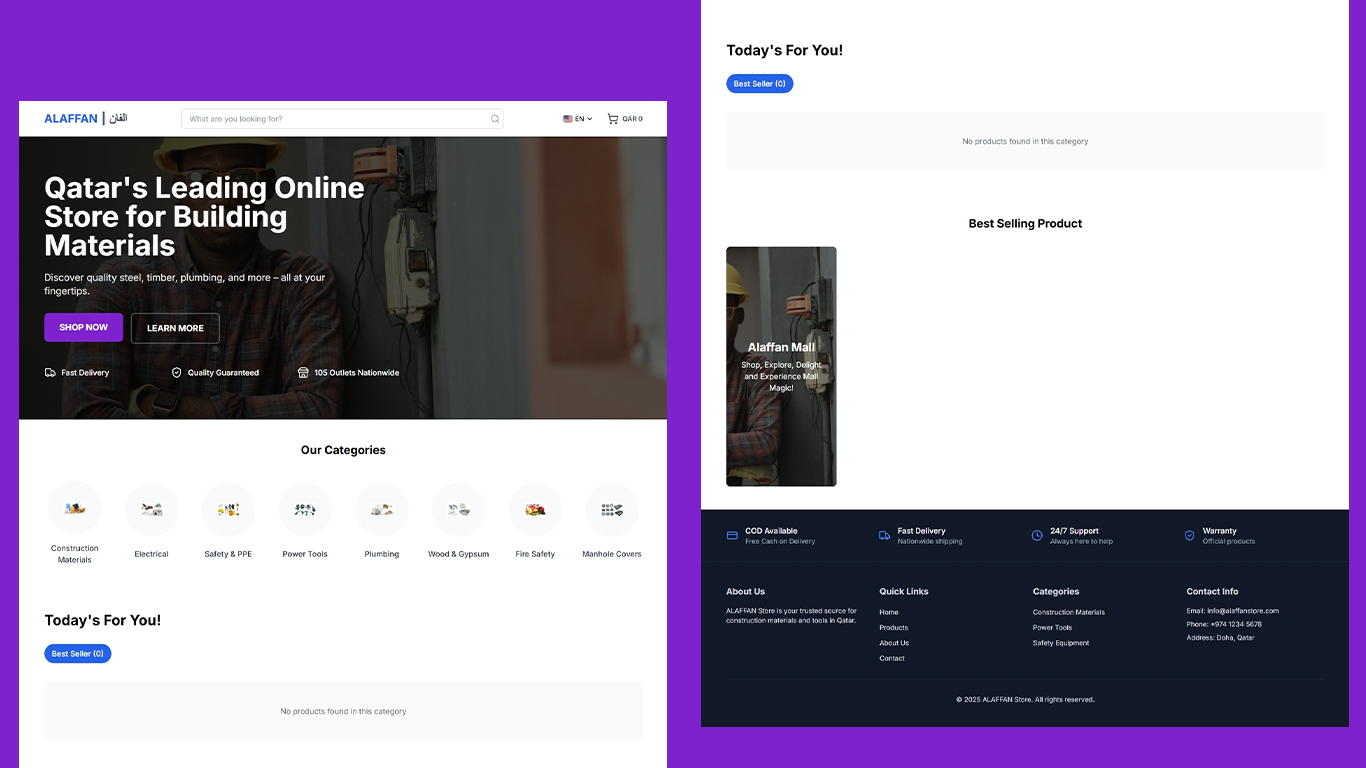 ALAFFAN | الفان
What are you looking for?
EN
QAR 0
Qatar's Leading Online
Store for Building
Materials
Discover quality steel, timber, plumbing, and more – all at your
fingertips.
SHOP NOW
LEARN MORE
Fast Delivery
Quality Guaranteed
105 Outlets Nationwide
Our Categories
Construction
Materials
Electrical
Safety & PPE
Power Tools
Plumbing
Wood & Gypsum
Fire Safety
Manhole Covers
Today's For You!
Best Seller (0)
No products found in this category
Today's For You!
Best Seller (0)
No products found in this category
Best Selling Product
Alaffan Mall
Shop, Explore, Delight
and Experience Mall
Magic!
COD Available
Free Cash on Delivery
Fast Delivery
Nationwide shipping
24/7 Support
Always here to help
Warranty
Official products
About Us
ALAFFAN Store is your trusted source for
construction materials and tools in Qatar.
Quick Links
Home
Products
About Us
Contact
Categories
Construction Materials
Power Tools
Safety Equipment
Contact Info
Email: info@alaffanstore.com
Phone: +974 1234 5678
Address: Doha, Qatar
© 2025 ALAFFAN Store. All rights reserved.